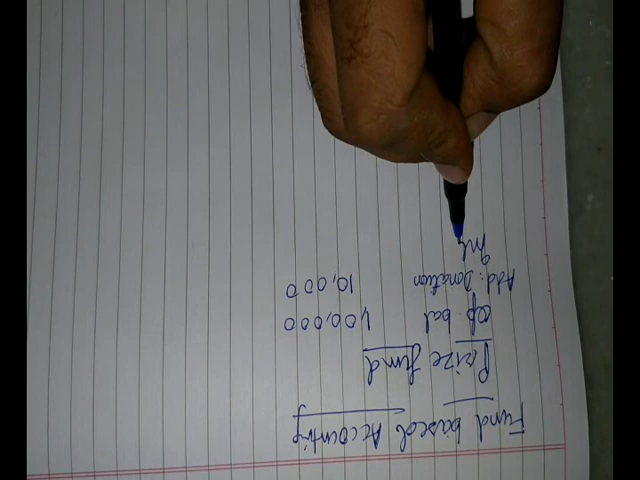 Fund based Accounting
Prize fund
op. bal 400,000
Add: Donation 10,000
Int